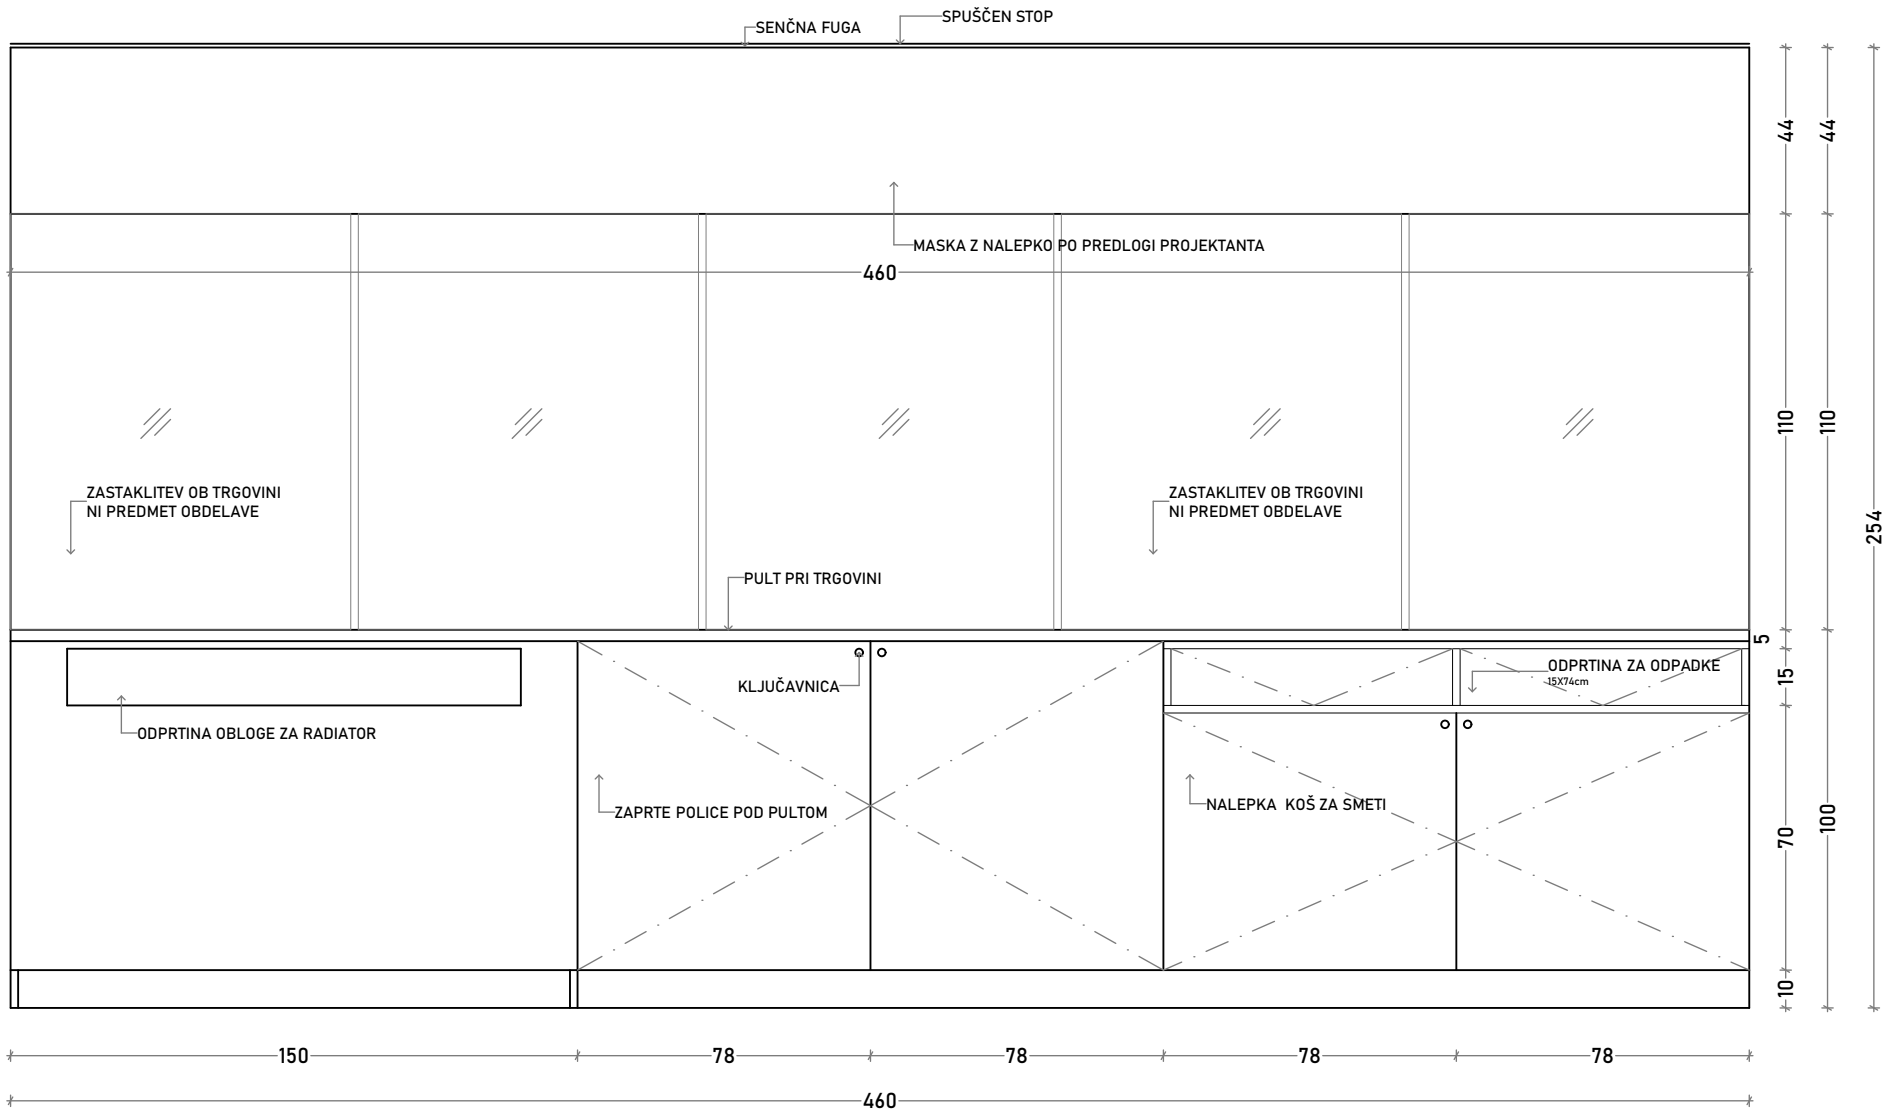 SPUŠČEN STOP
SENČNA FUGA
44
44
MASKA Z NALEPKO PO PREDLOGI PROJEKTANTA
460
110
110
ZASTAKLITEV OB TRGOVINI
NI PREDMET OBDELAVE
ZASTAKLITEV OB TRGOVINI
NI PREDMET OBDELAVE
254
PULT PRI TRGOVINI
5
ODPRTINA ZA ODPADKE
15X74cm
15
KLJUČAVNICA
ODPRTINA OBLOGE ZA RADIATOR
NALEPKA  KOŠ ZA SMETI
ZAPRTE POLICE POD PULTOM
70
100
10
150
78
78
78
78
460